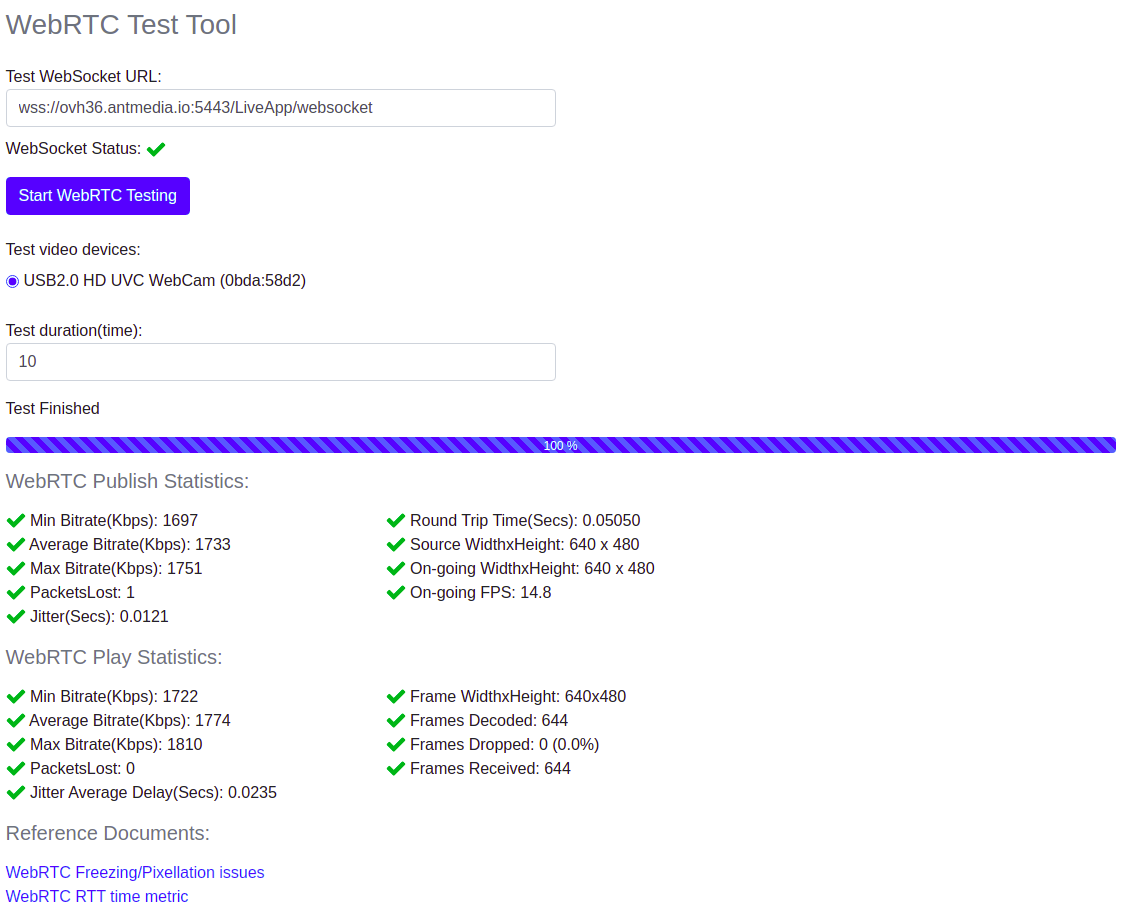 WebRTC Test Tool
Test WebSocket URL:
wss://ovh36.antmedia.io:5443/LiveApp/websocket
WebSocket Status:
Start WebRTC Testing
Test video devices:
USB2.0 HD UVC WebCam (0bda:58d2)
Test duration(time):
10
Test Finished
100 %
WebRTC Publish Statistics:
Min Bitrate(Kbps): 1697
Average Bitrate(Kbps): 1733
Max Bitrate(Kbps): 1751
PacketsLost: 1
Jitter(Secs): 0.0121
Round Trip Time(Secs): 0.05050
Source WidthxHeight: 640 x 480
On-going WidthxHeight: 640 x 480
On-going FPS: 14.8
WebRTC Play Statistics:
Min Bitrate(Kbps): 1722
Average Bitrate(Kbps): 1774
Max Bitrate(Kbps): 1810
PacketsLost: 0
Jitter Average Delay(Secs): 0.0235
Frame WidthxHeight: 640x480
Frames Decoded: 644
Frames Dropped: 0 (0.0%)
Frames Received: 644
Reference Documents:
WebRTC Freezing/Pixellation issues
WebRTC RTT time metric